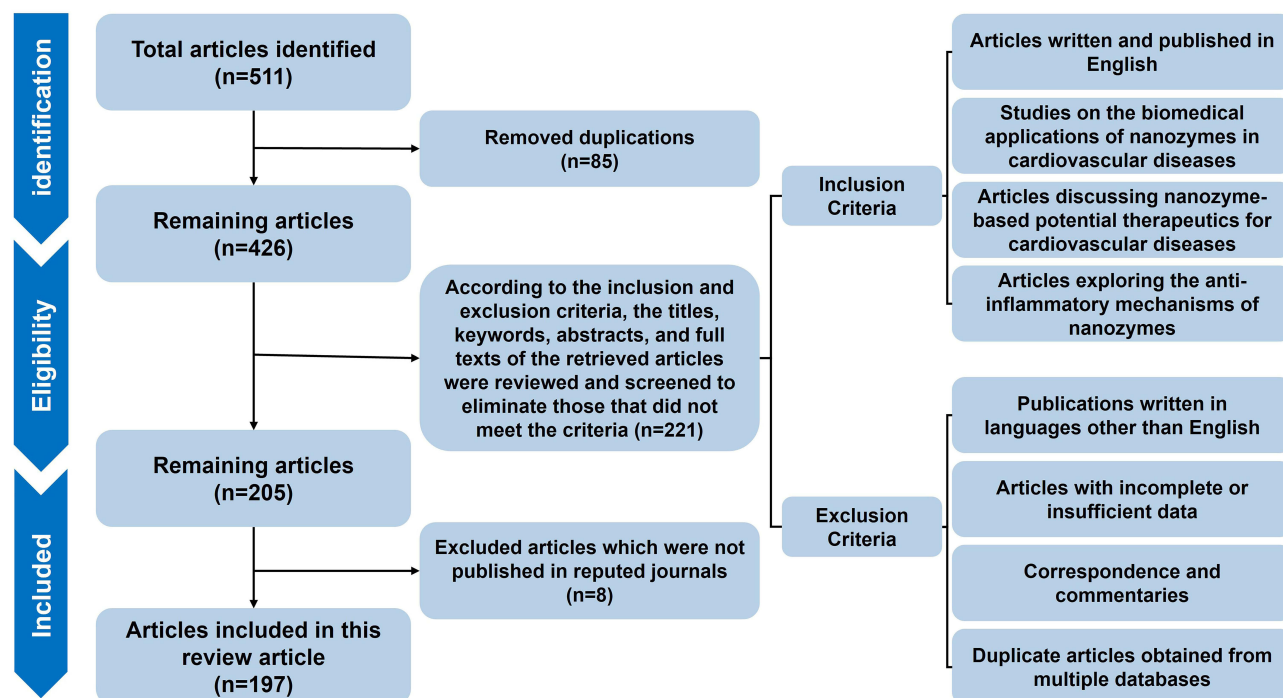 identification
Total articles identified
(n=511)
Removed duplications
(n=85)
Remaining articles
(n=426)
Eligibility
According to the inclusion and
exclusion criteria, the titles,
keywords, abstracts, and full
texts of the retrieved articles
were reviewed and screened to
eliminate those that did not
meet the criteria (n=221)
Remaining articles
(n=205)
Included
Excluded articles which were not
published in reputed journals
(n=8)
Articles included in this
review article
(n=197)
Inclusion
Criteria
Articles written and published in
English
Studies on the biomedical
applications of nanozymes in
cardiovascular diseases
Articles discussing nanozyme-
based potential therapeutics for
cardiovascular diseases
Articles exploring the anti-
inflammatory mechanisms of
nanozymes
Exclusion
Criteria
Publications written in
languages other than English
Articles with incomplete or
insufficient data
Correspondence and
commentaries
Duplicate articles obtained from
multiple databases